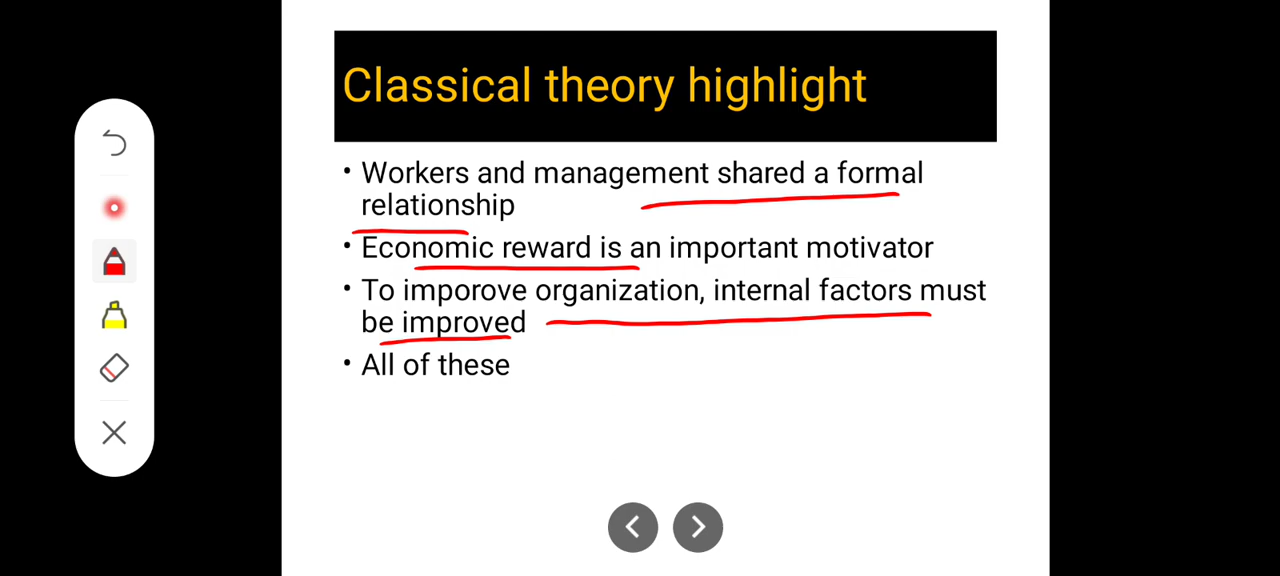 Classical theory highlight
• Workers and management shared a formal
relationship
• Economic reward is an important motivator
• To imporove organization, internal factors must
be improved
• All of these